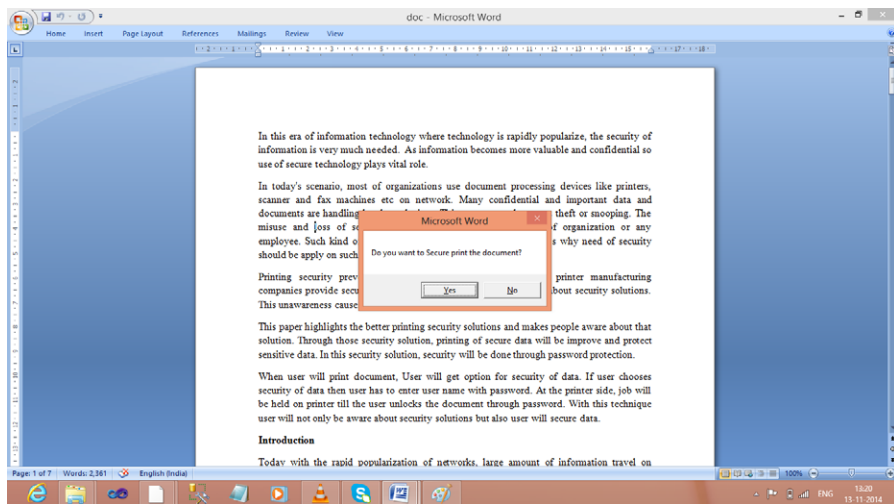 doc - Microsoft Word
Home Insert Page Layout References Mailings Review View
In this era of information technology where technology is rapidly popularize, the security of
information is very much needed. As information becomes more valuable and confidential so
use of secure technology plays vital role.
In today's scenario, most of organizations use document processing devices like printers,
scanner and fax machines etc on network. Many confidential and important data and
documents are handling theft or snooping. The
misuse and loss of of organization or any
employee. Such kind why need of security
should be apply on such
Microsoft Word
Do you want to Secure print the document?
Yes No
Printing security printer manufacturing
companies provide about security solutions.
This unawareness cause
This paper highlights the better printing security solutions and makes people aware about that
solution. Through those security solution, printing of secure data will be improve and protect
sensitive data. In this security solution, security will be done through password protection.
When user will print document, User will get option for security of data. If user chooses
security of data then user has to enter user name with password. At the printer side, job will
be held on printer till the user unlocks the document through password. With this technique
user will not only be aware about security solutions but also user will secure data.
Introduction
Today with the rapid popularization of networks, large amount of information travel on
Page: 1 of 7 Words: 2,361 English (India) 100%
ENG 13:20
13-11-2014